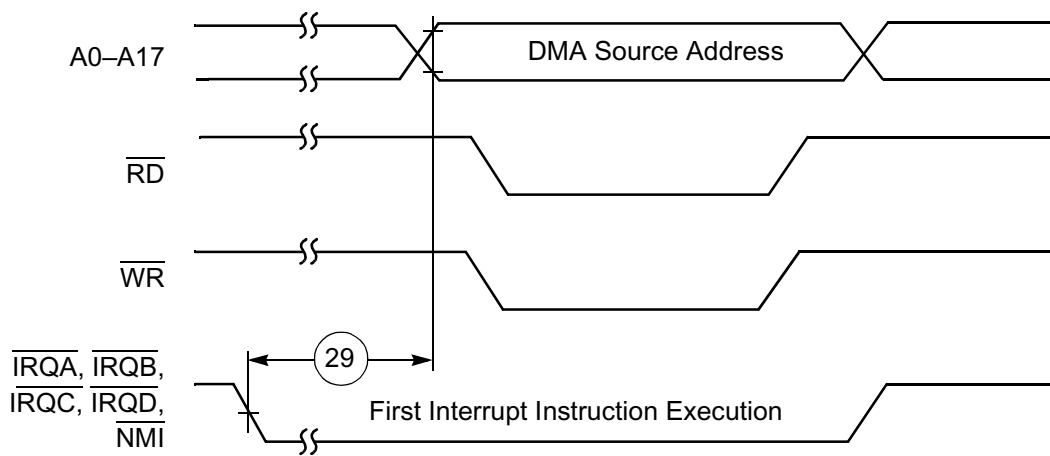 A0–A17
DMA Source Address
RD
WR
29
IRQA, IRQB,
IRQC, IRQD,
NMI
First Interrupt Instruction Execution